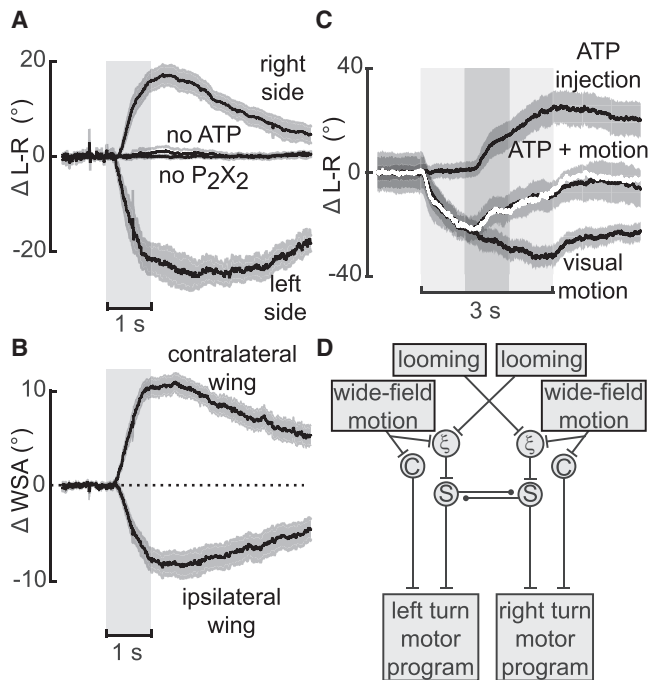 A
20
right
side
no ATP
0
no P2X2
Δ L-R (°)
-20
left
side
1 s
B
contralateral
wing
10
0
Δ WSA (°)
-10
ipsilateral
wing
1 s
C
40
ATP
injection
ATP + motion
0
Δ L-R (°)
-40
visual
motion
3 s
D
looming looming
wide-field
motion
wide-field
motion
ξ ξ
C C
S S
left turn
motor
program
right turn
motor
program